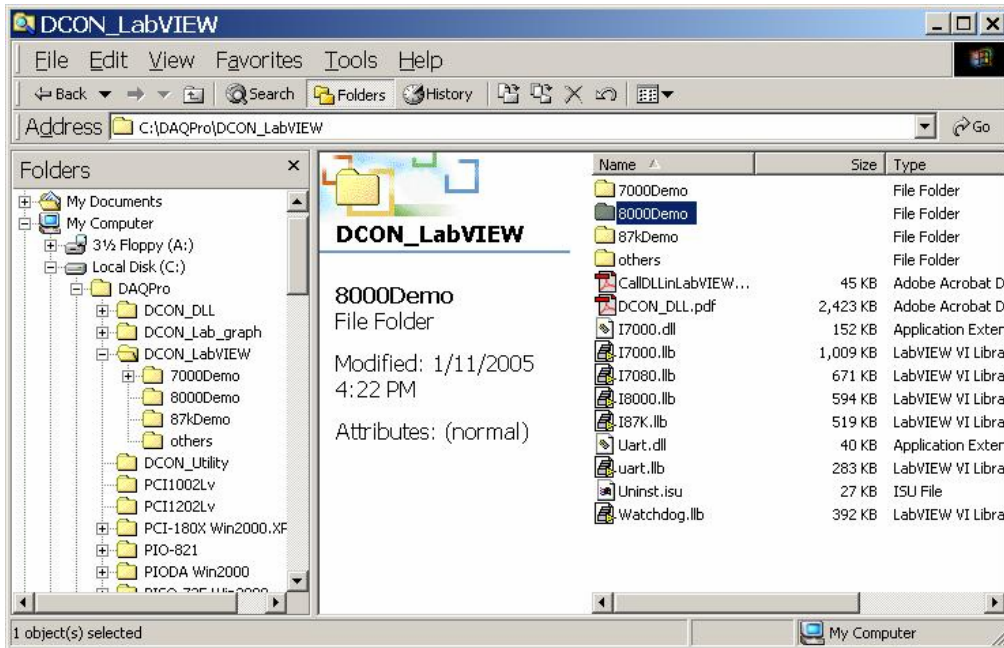 DCON_LabVIEW
File Edit View Favorites Tools Help
Back Search Folders History
Address C:\DAQPro\DCON_LabVIEW Go
Folders
My Documents
My Computer
3½ Floppy (A:)
Local Disk (C:)
DAQPro
DCON_DLL
DCON_Lab_graph
DCON_LabVIEW
7000Demo
8000Demo
87kDemo
others
DCON_Utility
PCI1002Lv
PCI1202Lv
PCI-180X Win2000.XF
PIO-821
PIODA Win2000
DCON_LabVIEW
8000Demo
File Folder
Modified: 1/11/2005
4:22 PM
Attributes: (normal)
Name Size Type
7000Demo File Folder
8000Demo File Folder
87kDemo File Folder
others File Folder
CallDLLinLabVIEW... 45 KB Adobe Acrobat D
DCON_DLL.pdf 2,423 KB Adobe Acrobat D
I7000.dll 152 KB Application Exter
I7000.llb 1,009 KB LabVIEW VI Libra
I7080.llb 671 KB LabVIEW VI Libra
I8000.llb 594 KB LabVIEW VI Libra
I87K.llb 519 KB LabVIEW VI Libra
Uart.dll 40 KB Application Exter
uart.llb 283 KB LabVIEW VI Libra
Uninst.isu 27 KB ISU File
Watchdog.llb 392 KB LabVIEW VI Libra
1 object(s) selected My Computer